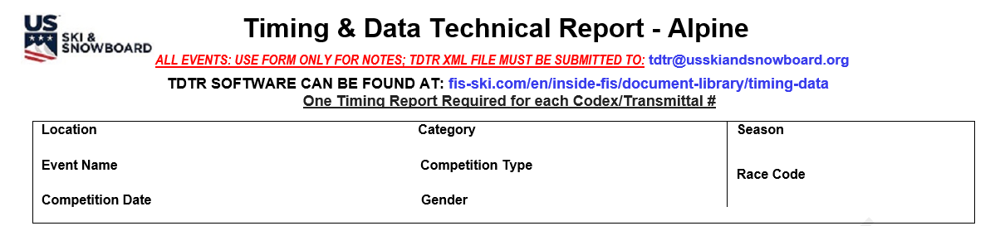 US
SKI &
SNOWBOARD
Timing & Data Technical Report - Alpine
ALL EVENTS: USE FORM ONLY FOR NOTES; TDTR XML FILE MUST BE SUBMITTED TO: tdtr@usskiandsnowboard.org
TDTR SOFTWARE CAN BE FOUND AT: fis-ski.com/en/inside-fis/document-library/timing-data
One Timing Report Required for each Codex/Transmittal #
Location Category Season
Event Name Competition Type
Race Code
Competition Date Gender